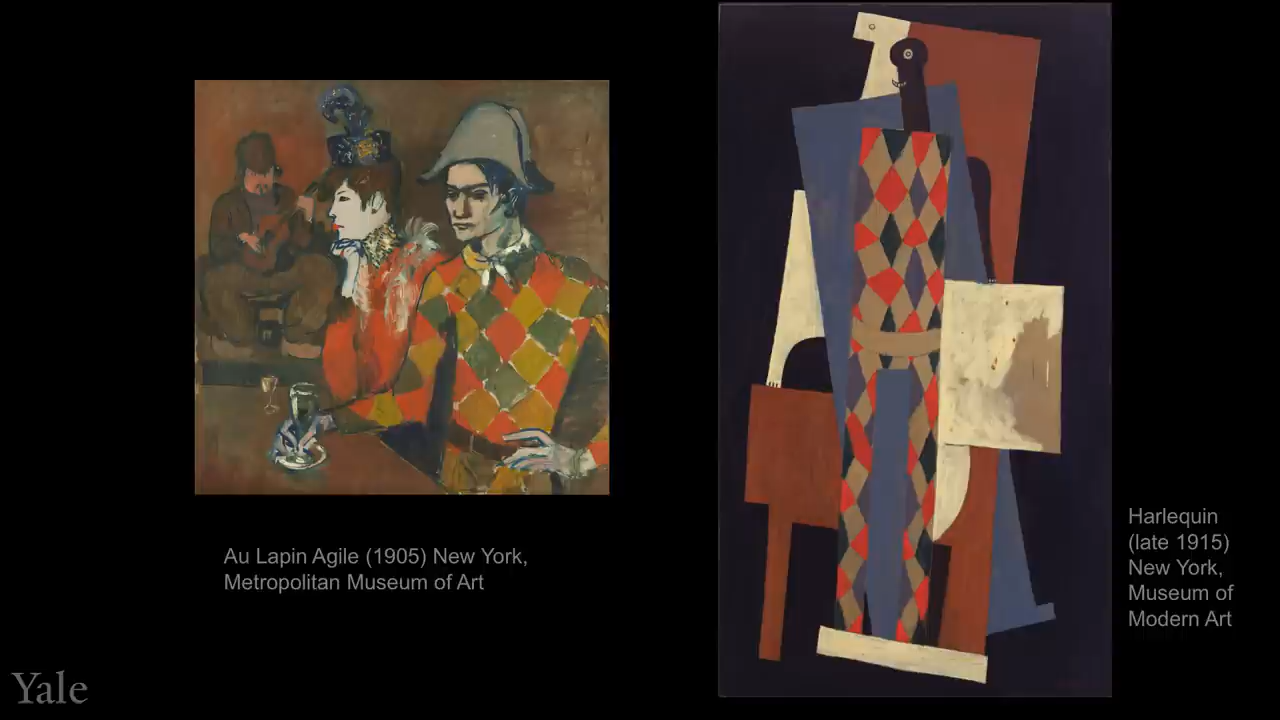 Au Lapin Agile (1905) New York,
Metropolitan Museum of Art
Harlequin
(late 1915)
New York,
Museum of
Modern Art
Yale